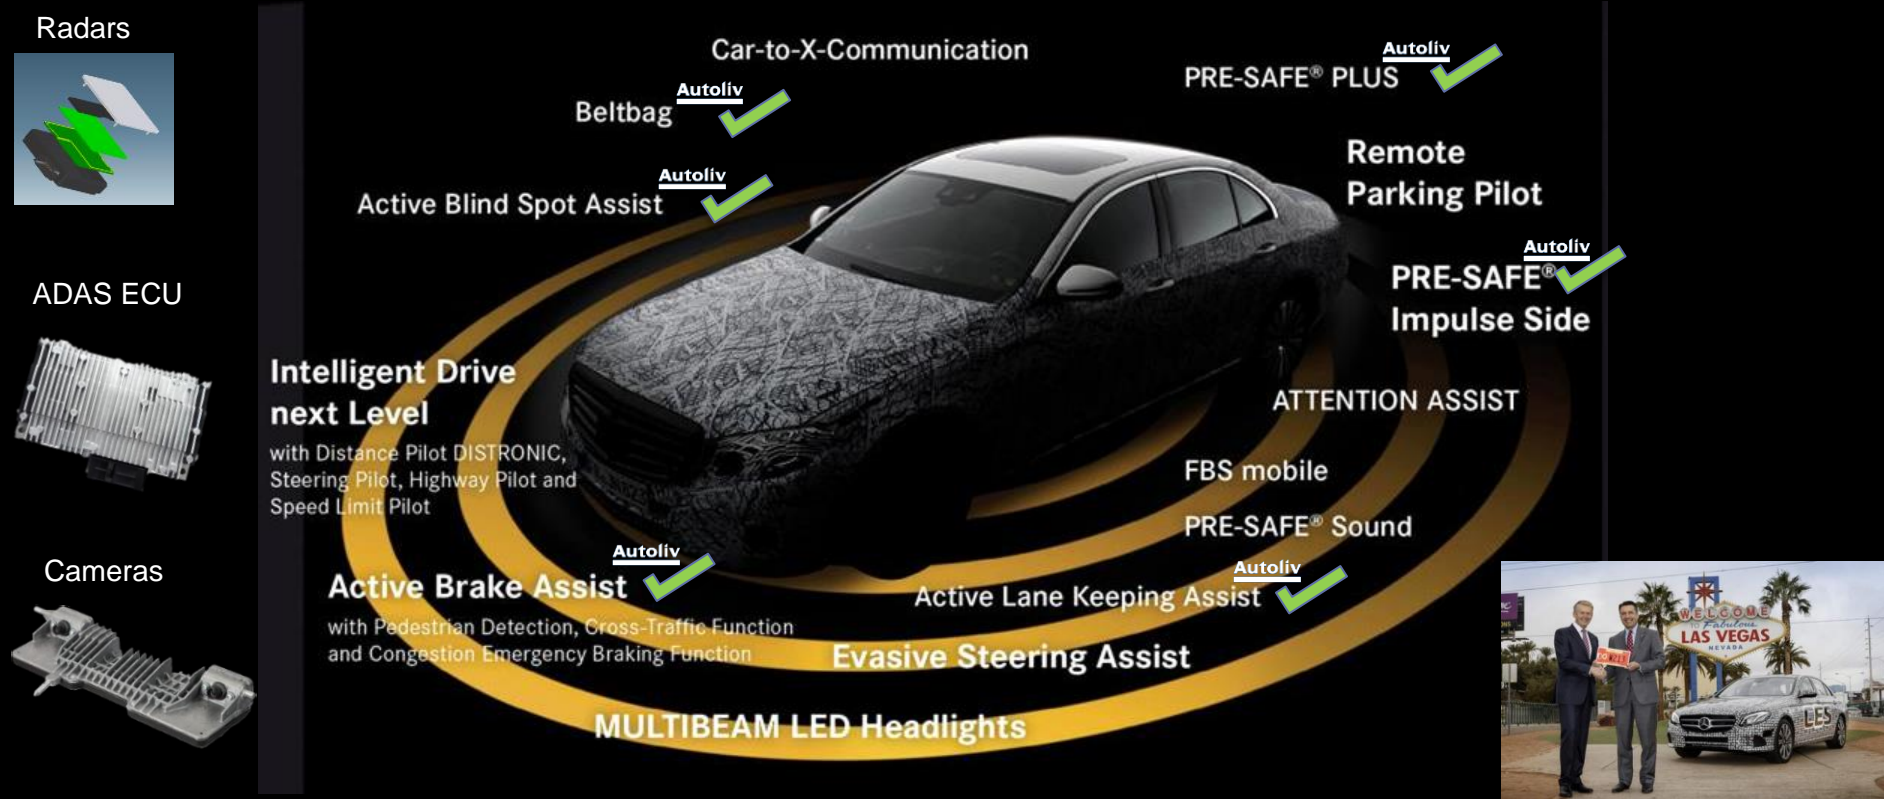 Radars
ADAS ECU
Cameras
Car-to-X-Communication
Autoliv
PRE-SAFE® PLUS
Autoliv
Beltbag
Autoliv
Active Blind Spot Assist
Remote
Parking Pilot
Autoliv
PRE-SAFE®
Impulse Side
Intelligent Drive
next Level
with Distance Pilot DISTRONIC,
Steering Pilot, Highway Pilot and
Speed Limit Pilot
ATTENTION ASSIST
FBS mobile
PRE-SAFE® Sound
Autoliv
Active Brake Assist
with Pedestrian Detection, Cross-Traffic Function
and Congestion Emergency Braking Function
Autoliv
Active Lane Keeping Assist
Evasive Steering Assist
MULTIBEAM LED Headlights
WELCOME
TO Fabulous
LAS VEGAS
NEVADA
LES